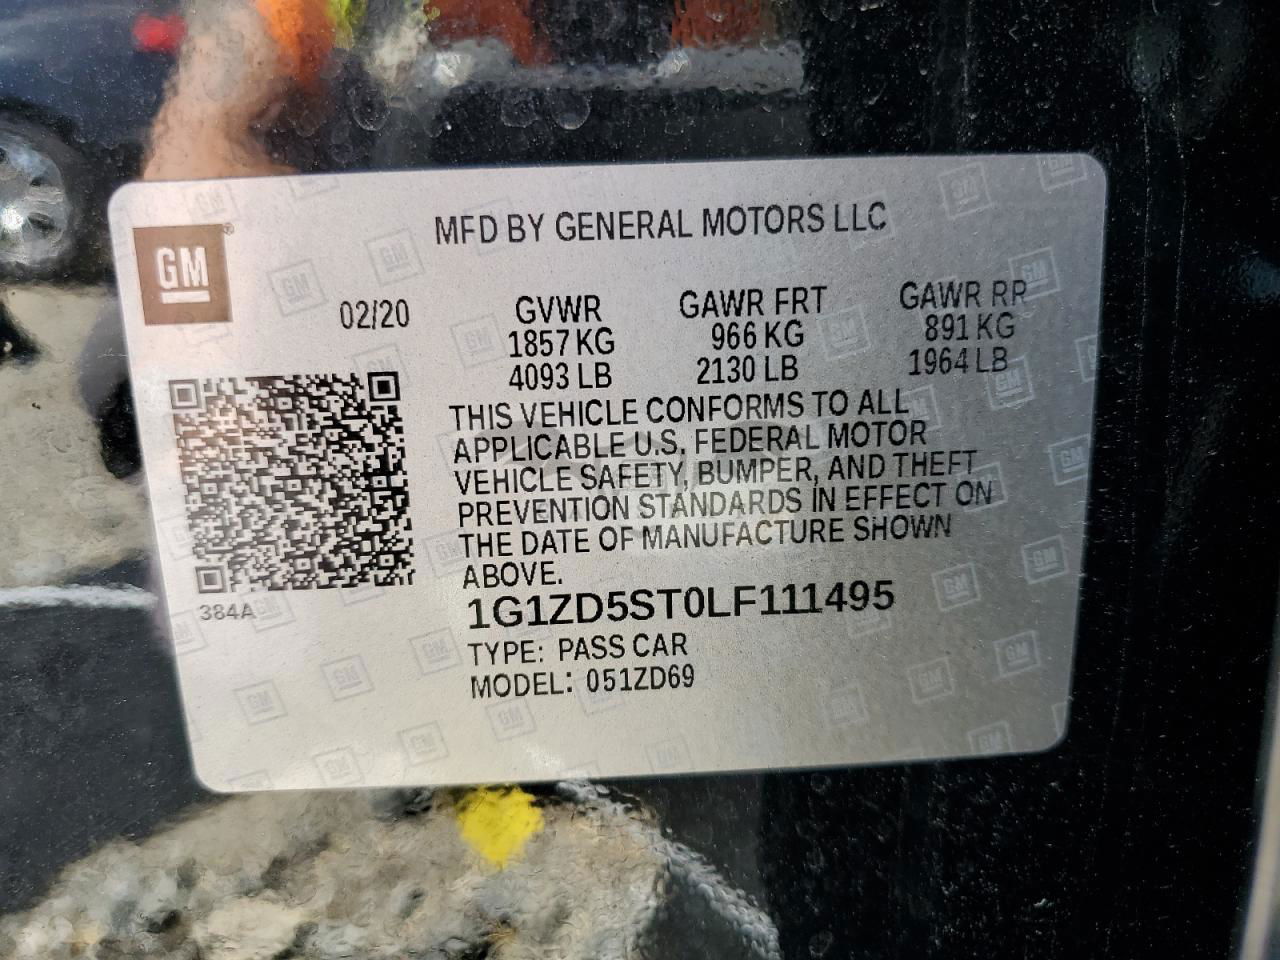 MFD BY GENERAL MOTORS LLC
GM
02/20
GVWR
1857 KG
4093 LB
GAWR FRT
966 KG
2130 LB
GAWR RR
891 KG
1964 LB
THIS VEHICLE CONFORMS TO ALL
APPLICABLE U.S. FEDERAL MOTOR
VEHICLE SAFETY, BUMPER, AND THEFT
PREVENTION STANDARDS IN EFFECT ON
THE DATE OF MANUFACTURE SHOWN
ABOVE.
384A
1G1ZD5ST0LF111495
TYPE: PASS CAR
MODEL: 051ZD69